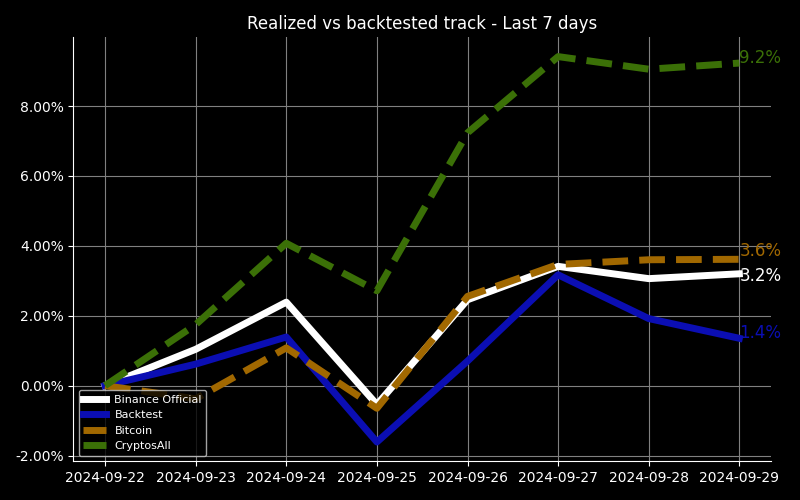 Realized vs backtested track - Last 7 days
9.2%
8.00%
6.00%
4.00%
3.6%
3.2%
2.00%
1.4%
0.00%
Binance Official
Backtest
Bitcoin
CryptosAll
-2.00%
2024-09-22 2024-09-23 2024-09-24 2024-09-25 2024-09-26 2024-09-27 2024-09-28 2024-09-29